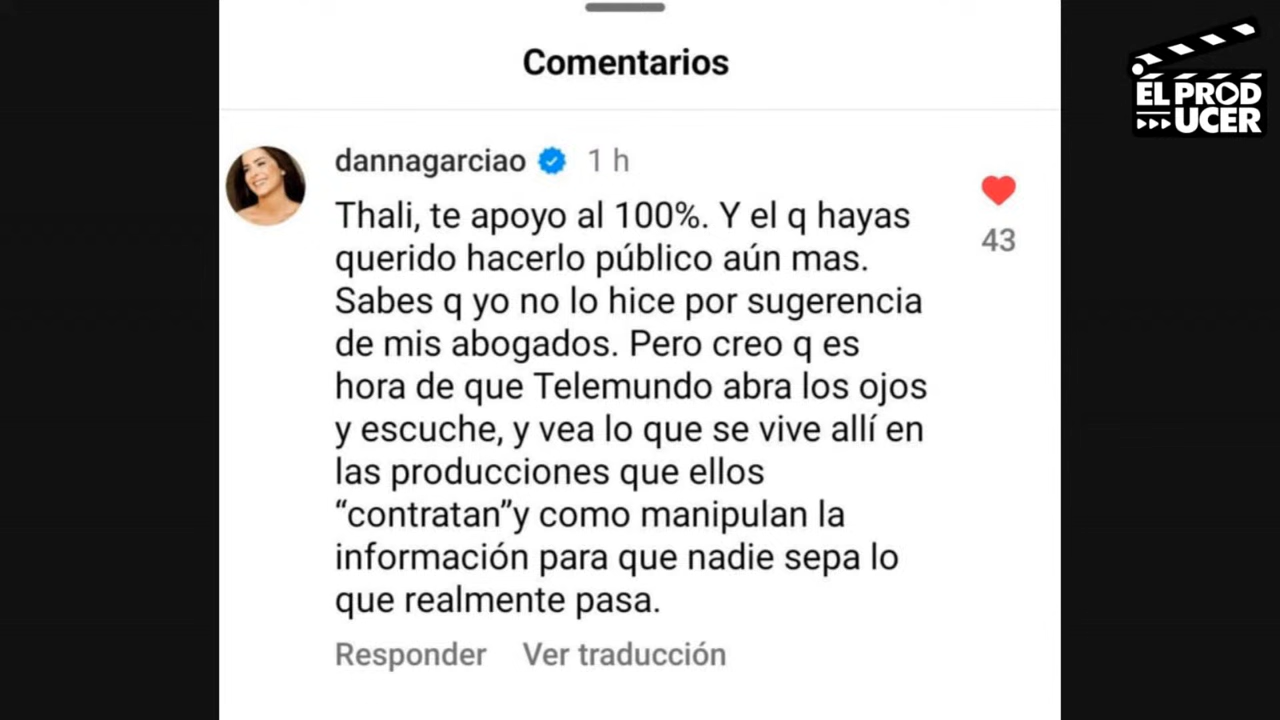 Comentarios
EL PROD
UCER
dannagarciao 1 h
Thali, te apoyo al 100%. Y el q hayas
querido hacerlo público aún mas.
Sabes q yo no lo hice por sugerencia
de mis abogados. Pero creo q es
hora de que Telemundo abra los ojos
y escuche, y vea lo que se vive allí en
las producciones que ellos
“contratan”y como manipulan la
información para que nadie sepa lo
que realmente pasa.
43
Responder Ver traducción